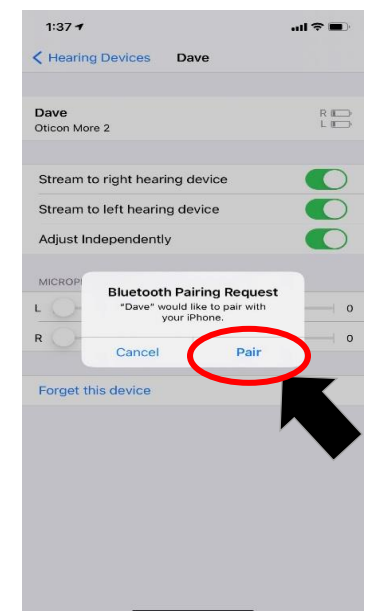 1:37
Hearing Devices Dave
Dave
Oticon More 2
R
L
Stream to right hearing device
Stream to left hearing device
Adjust Independently
Bluetooth Pairing Request
"Dave" would like to pair with
your iPhone.
Cancel Pair
MICROP
L 0
R 0
Forget this device